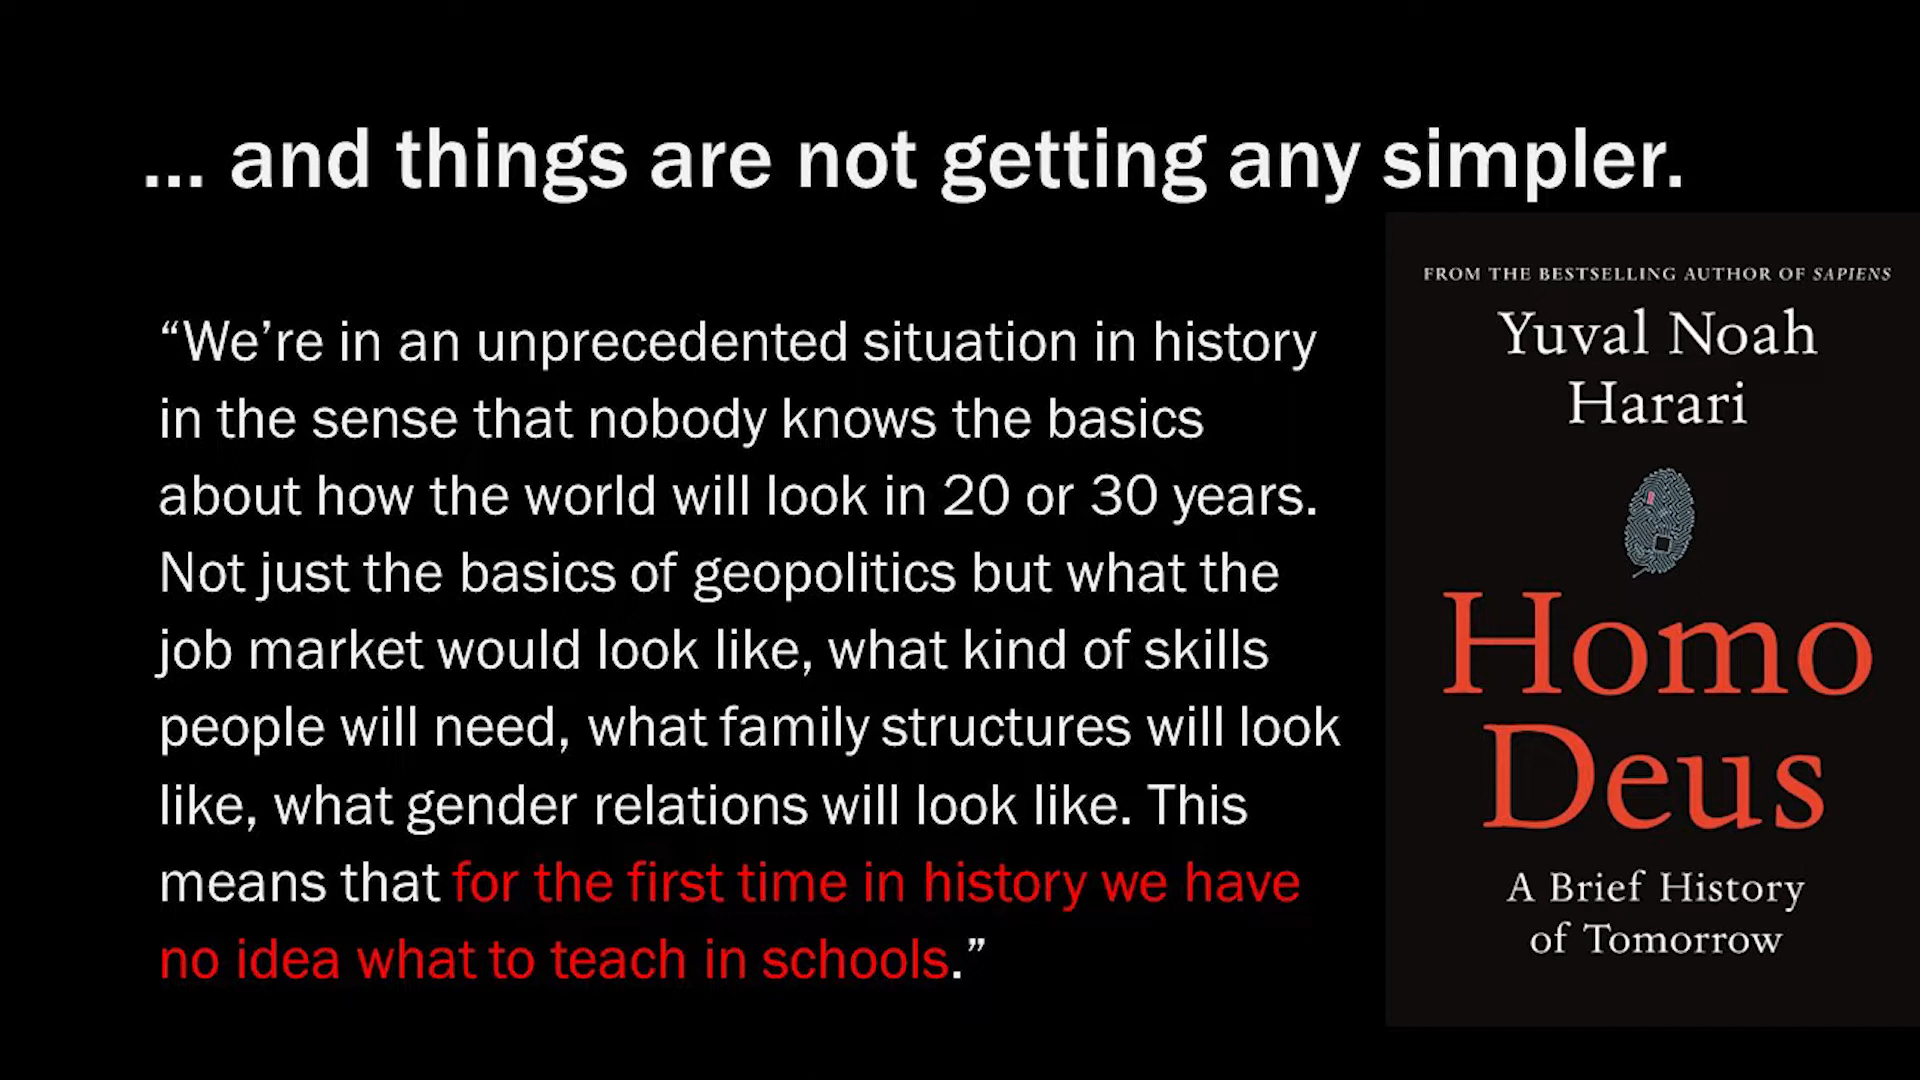 ... and things are not getting any simpler.
“We’re in an unprecedented situation in history
in the sense that nobody knows the basics
about how the world will look in 20 or 30 years.
Not just the basics of geopolitics but what the
job market would look like, what kind of skills
people will need, what family structures will look
like, what gender relations will look like. This
means that for the first time in history we have
no idea what to teach in schools.”
FROM THE BESTSELLING AUTHOR OF SAPIENS
Yuval Noah
Harari
Homo
Deus
A Brief History
of Tomorrow